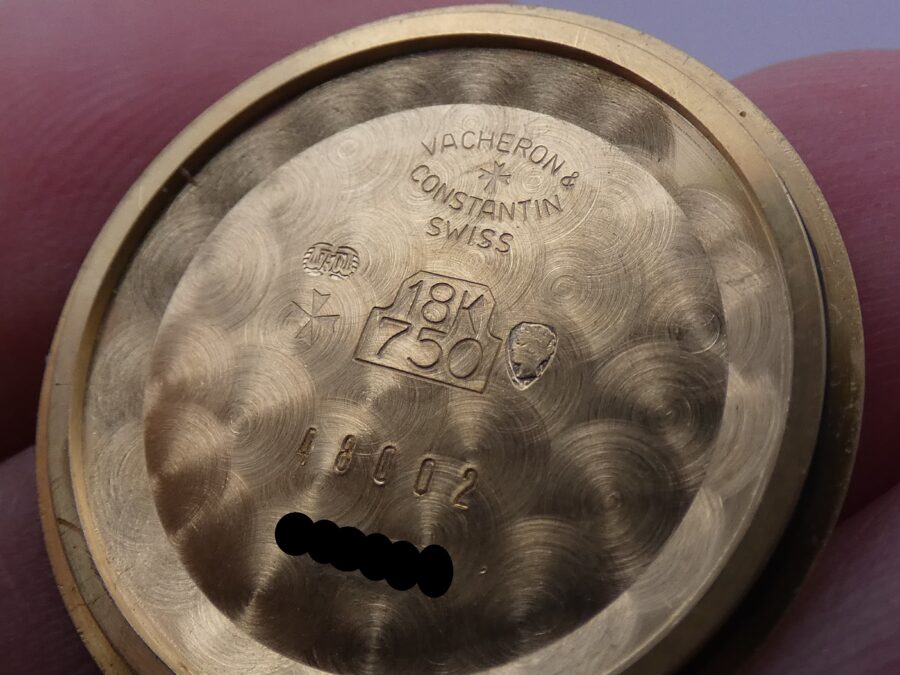 VACHERON &
CONSTANTIN
SWISS
18K
750
48002